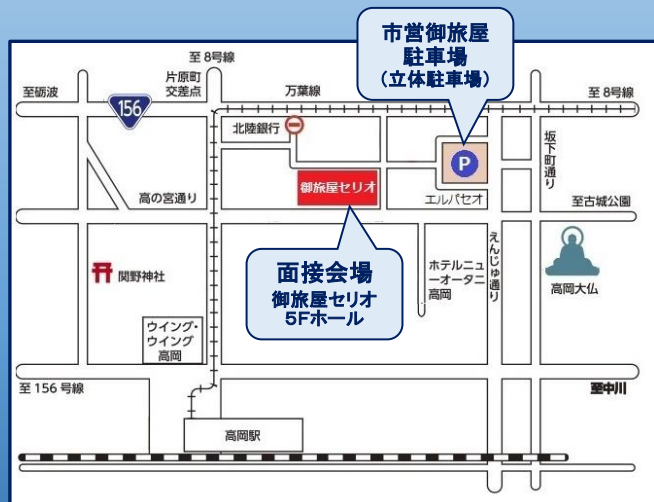 市営御旅屋
駐車場
（立体駐車場）
至 8号線
片原町
交差点
万葉線
至砺波
156
至 8号線
北陸銀行
P
坂下町通り
御旅屋セリオ
エルパセオ
高の宮通り
至古城公園
面接会場
御旅屋セリオ
5Fホール
ホテルニュ
ーオータニ
高岡
えんじゅ通り
関野神社
高岡大仏
ウイング・
ウイング
高岡
至 156 号線
至中川
高岡駅